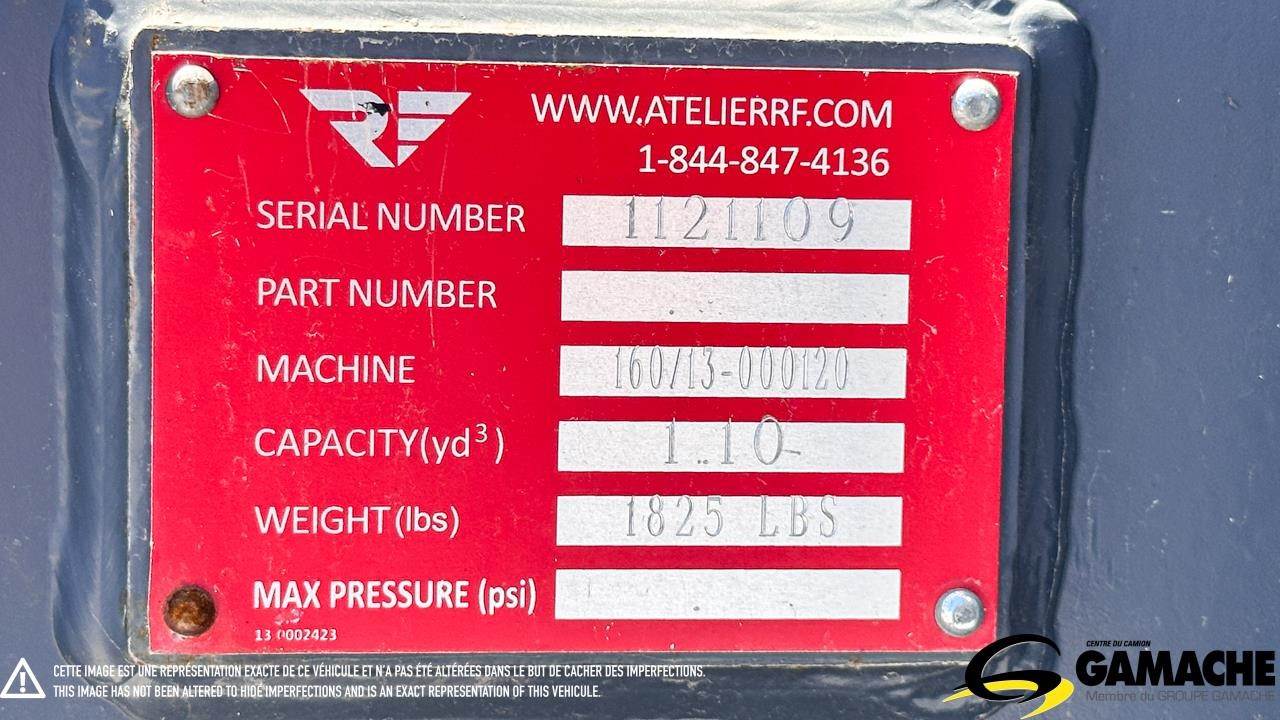 RF WWW.ATELIERRF.COM
1-844-847-4136
SERIAL NUMBER 1121109
PART NUMBER
MACHINE 160/13-000120
CAPACITY(yd³) 1.10
WEIGHT(lbs) 1825 LBS
MAX PRESSURE (psi)
13 0002423
CETTE IMAGE EST UNE REPRÉSENTATION EXACTE DE CE VÉHICULE ET N'A PAS ÉTÉ ALTÉRÉES DANS LE BUT DE CACHER DES IMPERFECTIONS.
THIS IMAGE HAS NOT BEEN ALTERED TO HIDE IMPERFECTIONS AND IS AN EXACT REPRESENTATION OF THIS VEHICULE.
CENTRE DU CAMION
GAMACHE
Membre du GROUPE GAMACHE